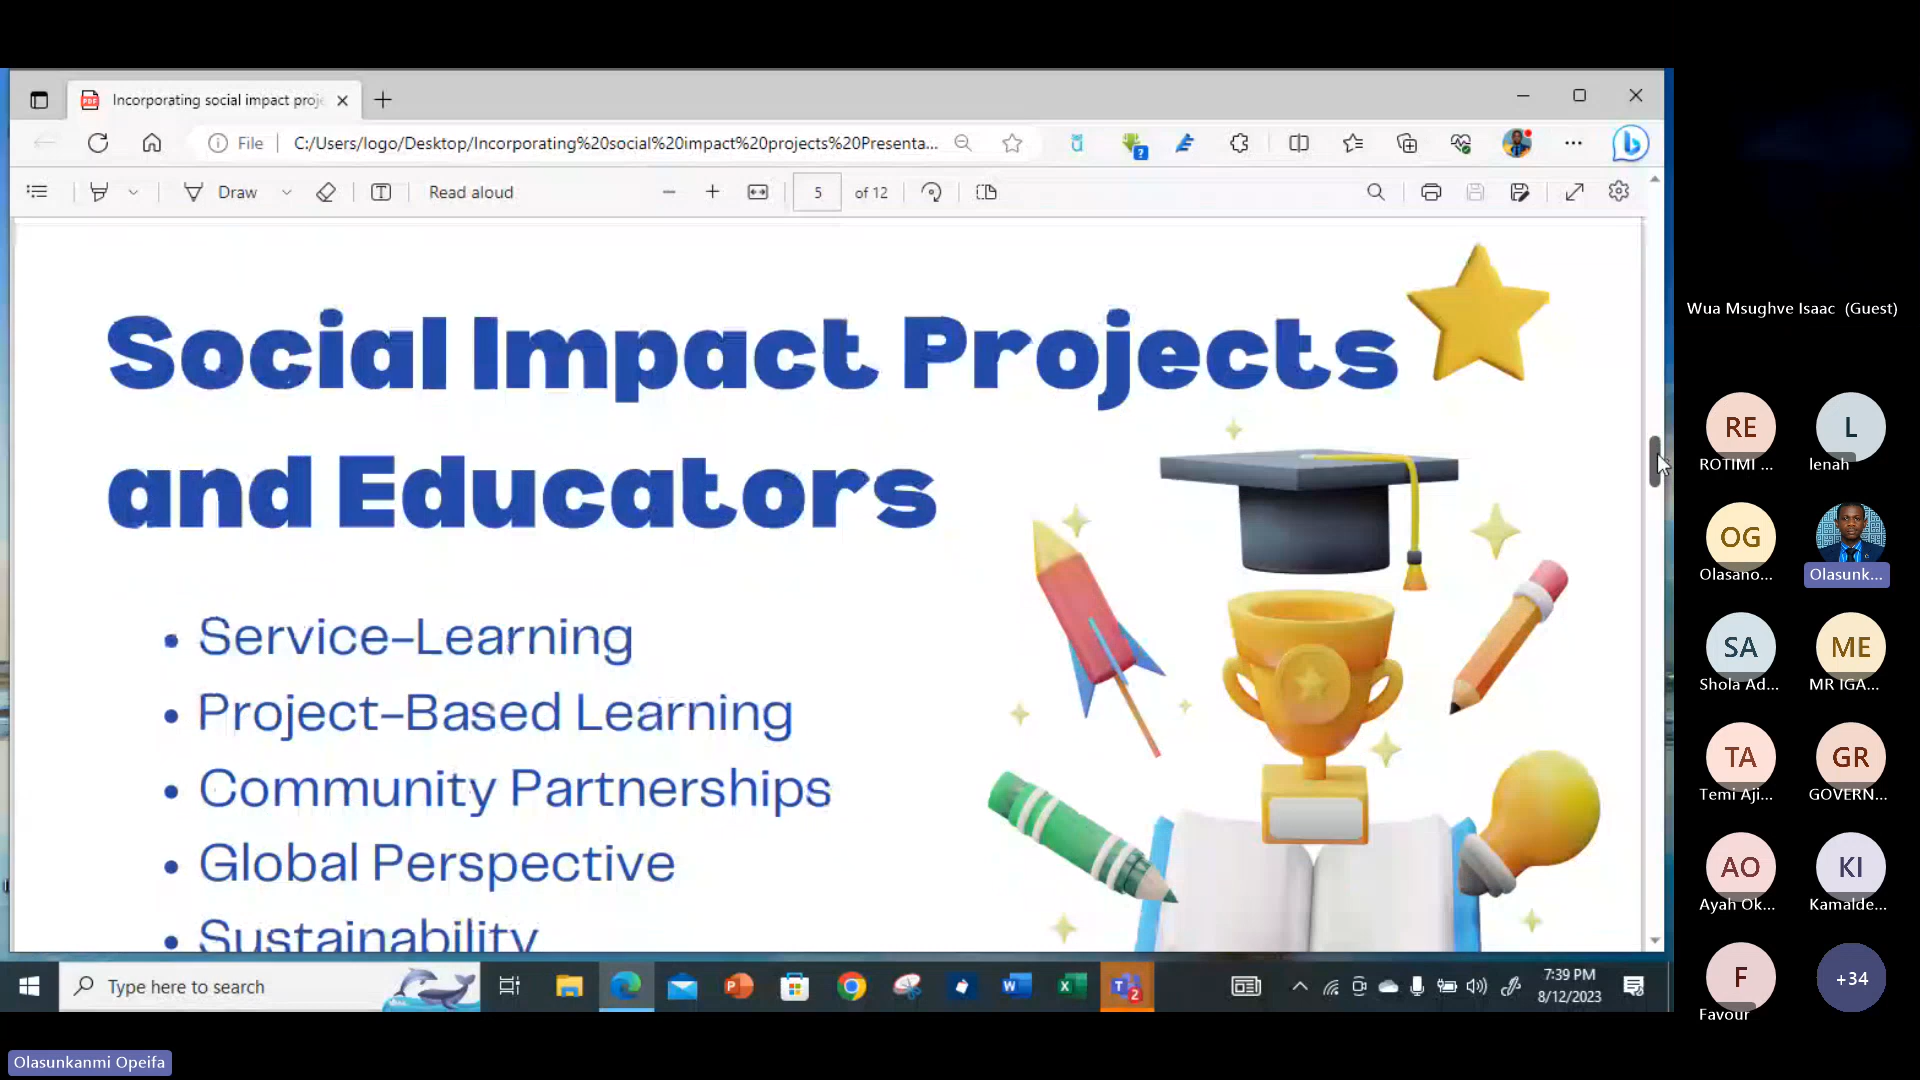 Incorporating social impact proj
File
C:/Users/logo/Desktop/Incorporating%20social%20impact%20projects%20Presenta...
Draw
Read aloud
5 of 12
Social Impact Projects
and Educators
• Service-Learning
• Project-Based Learning
• Community Partnerships
• Global Perspective
• Sustainability
Type here to search
7:39 PM
8/12/2023
Wua Msughve Isaac (Guest)
RE L
ROTIMI ... lenah
OG
Olasano... Olasunk...
SA ME
Shola Ad... MR IGA...
TA GR
Temi Aji... GOVERN...
AO KI
Ayah Ok... Kamalde...
F +34
Favour
Olasunkanmi Opeifa